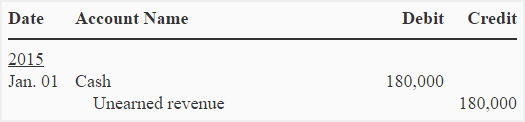 Date Account Name Debit Credit
2015
Jan. 01 Cash 180,000
Unearned revenue 180,000